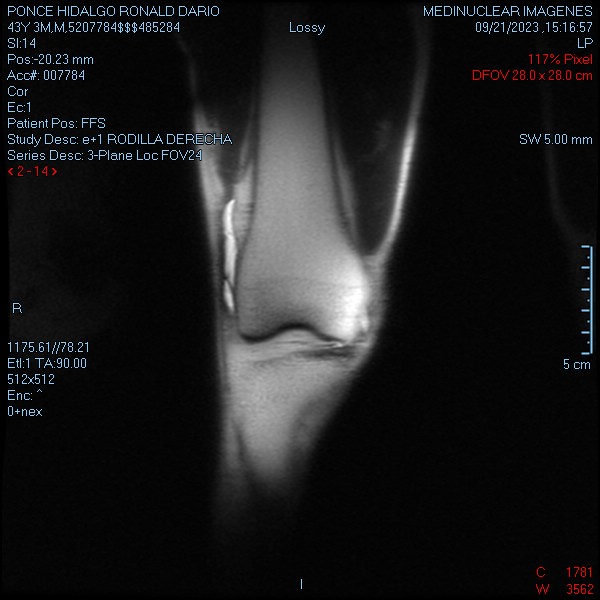 PONCE HIDALGO RONALD DARIO
43Y 3M,M,5207784$$$485284
Sl:14
Pos:-20.23 mm
Acc#: 007784
Cor
Ec:1
Patient Pos: FFS
Study Desc: e+1 RODILLA DERECHA
Series Desc: 3-Plane Loc FOV24
< 2 - 14 >
Lossy
MEDINUCLEAR IMAGENES
09/21/2023 ,15:16:57
LP
117% Pixel
DFOV 28.0 x 28.0 cm
SW 5.00 mm
R
1175.61//78.21
Etl:1 TA:90.00
512x512
Enc: ^
0+nex
5 cm
I
C 1781
W 3562